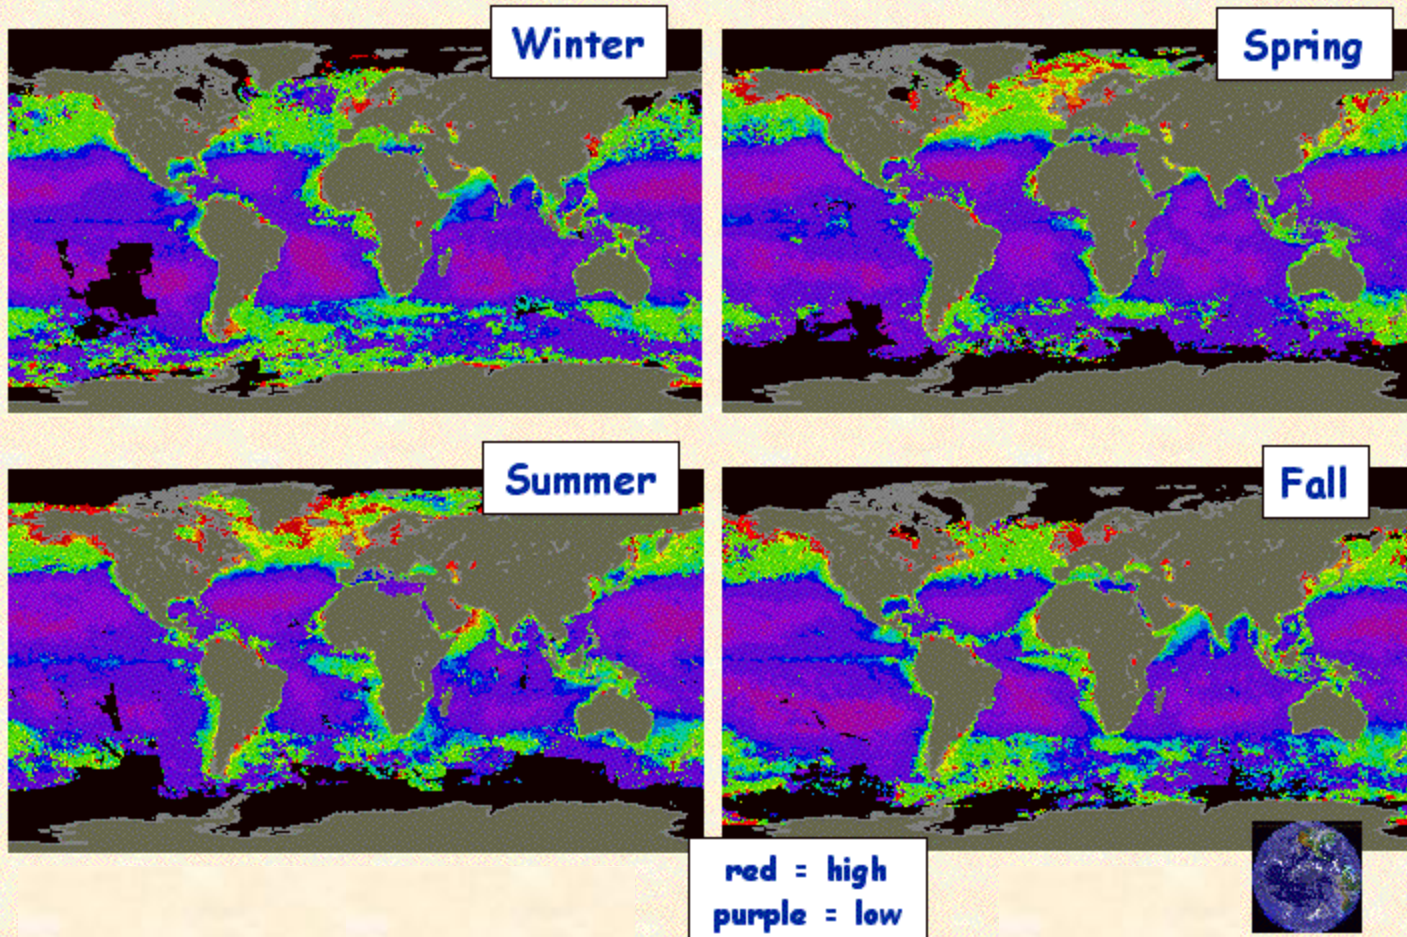 Winter
Spring
Summer
Fall
red = high
purple = low